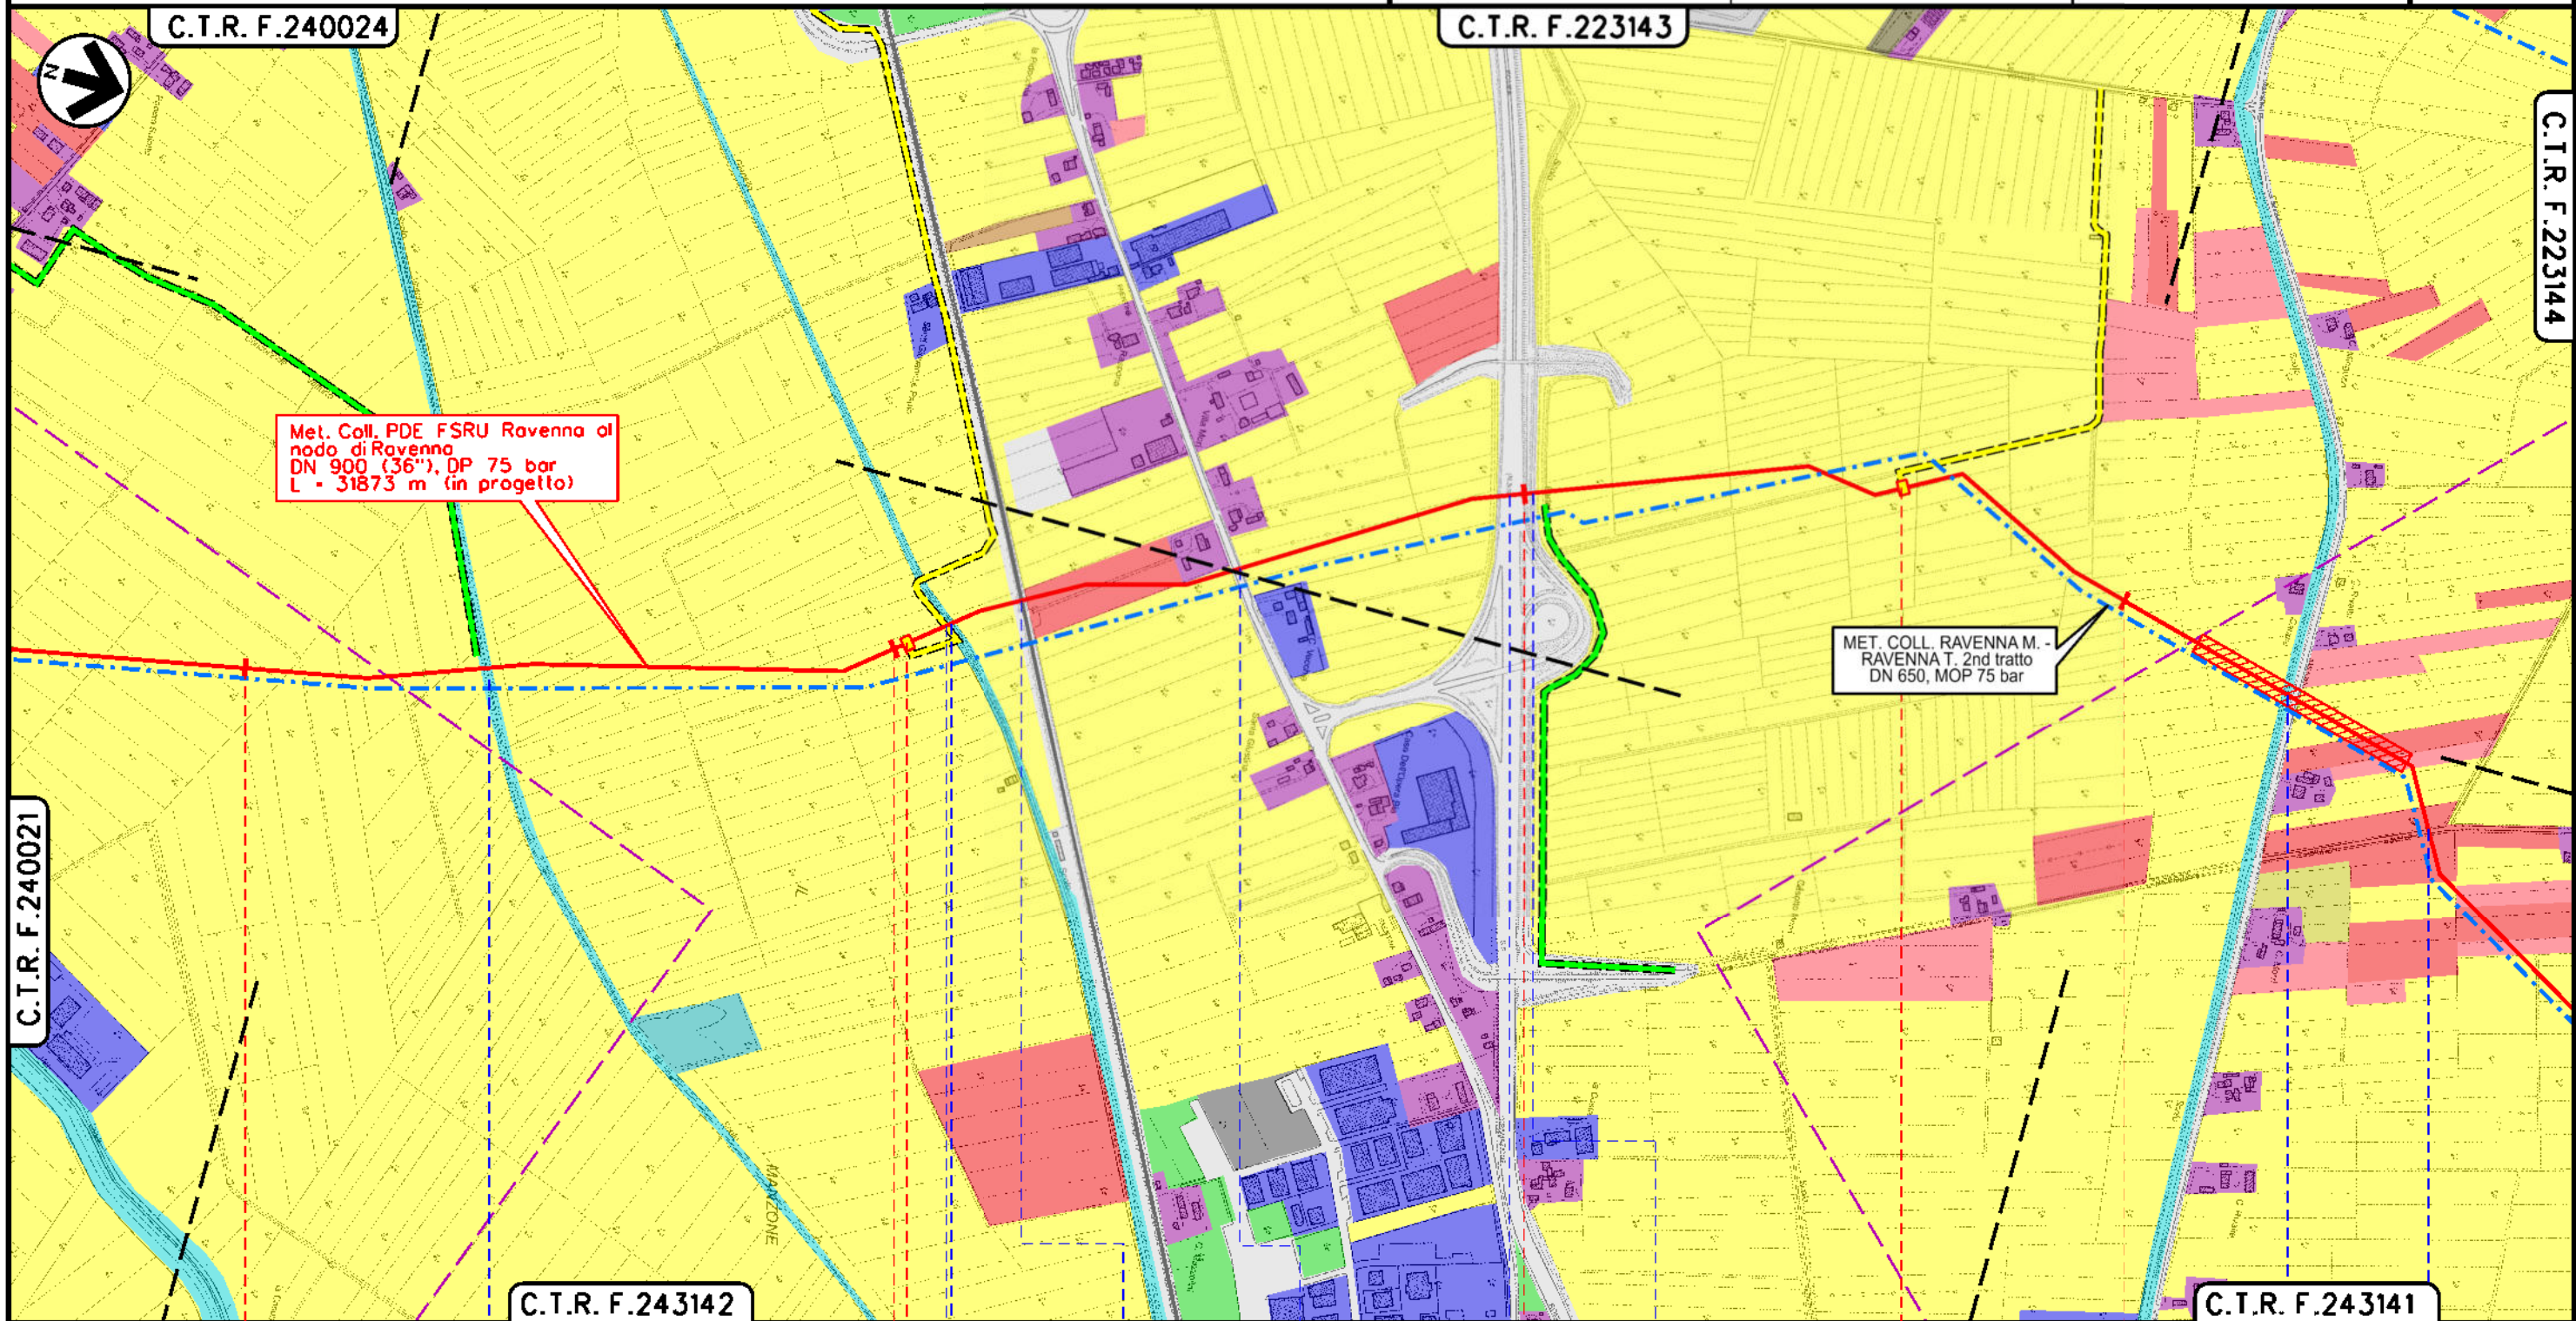 C.T.R. F.240024
C.T.R. F.223143
N
C.T.R. F.223144
Met. Coll. PDE FSRU Ravenna al
nodo di Ravenna
DN 900 (36"), DP 75 bar
L = 31873 m (in progetto)
MET. COLL. RAVENNA M. -
RAVENNA T. 2nd tratto
DN 650, MOP 75 bar
C.T.R. F.240021
MANZONE
C.T.R. F.243142
C.T.R. F.243141